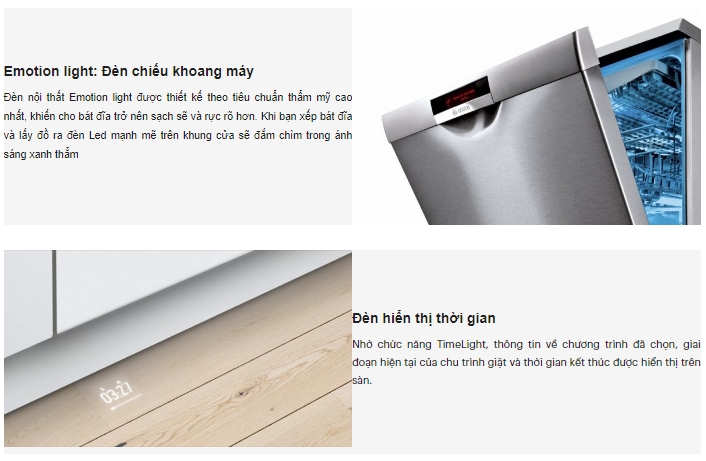 Emotion light: Đèn chiếu khoang máy
Đèn nội thất Emotion light được thiết kế theo tiêu chuẩn thẩm mỹ cao
nhất, khiến cho bát đĩa trở nên sạch sẽ và rực rõ hơn. Khi bạn xếp bát đĩa
và lấy đồ ra đèn Led mạnh mẽ trên khung cửa sẽ đắm chìm trong ánh
sáng xanh thẳm
Đèn hiển thị thời gian
Nhờ chức năng TimeLight, thông tin về chương trình đã chọn, giai
đoạn hiện tại của chu trình giặt và thời gian kết thúc được hiển thị trên
sàn.
03:27